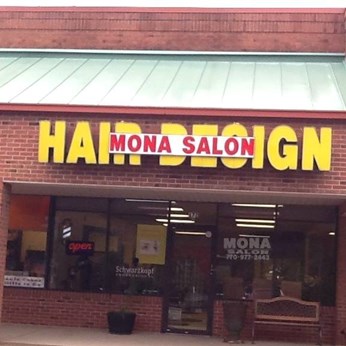 HAIR DESIGN
MONA SALON
open
Schwarzkopf
MONA
SALON